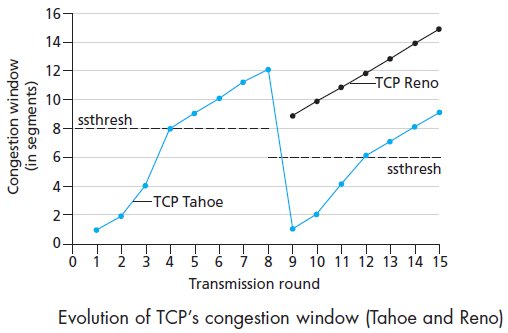 16
14
12
10
8
6
4
2
0
Congestion window
(in segments)
ssthresh
TCP Reno
ssthresh
TCP Tahoe
0 1 2 3 4 5 6 7 8 9 10 11 12 13 14 15
Transmission round
Evolution of TCP's congestion window (Tahoe and Reno)